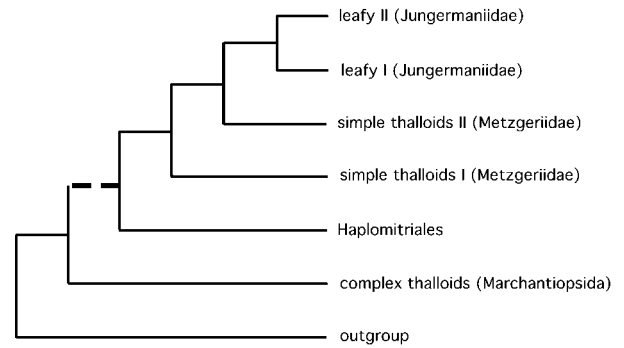 leafy II (Jungermaniidae)
leafy I (Jungermaniidae)
simple thalloids II (Metzgeriidae)
simple thalloids I (Metzgeriidae)
Haplomitriales
complex thalloids (Marchantiopsida)
outgroup